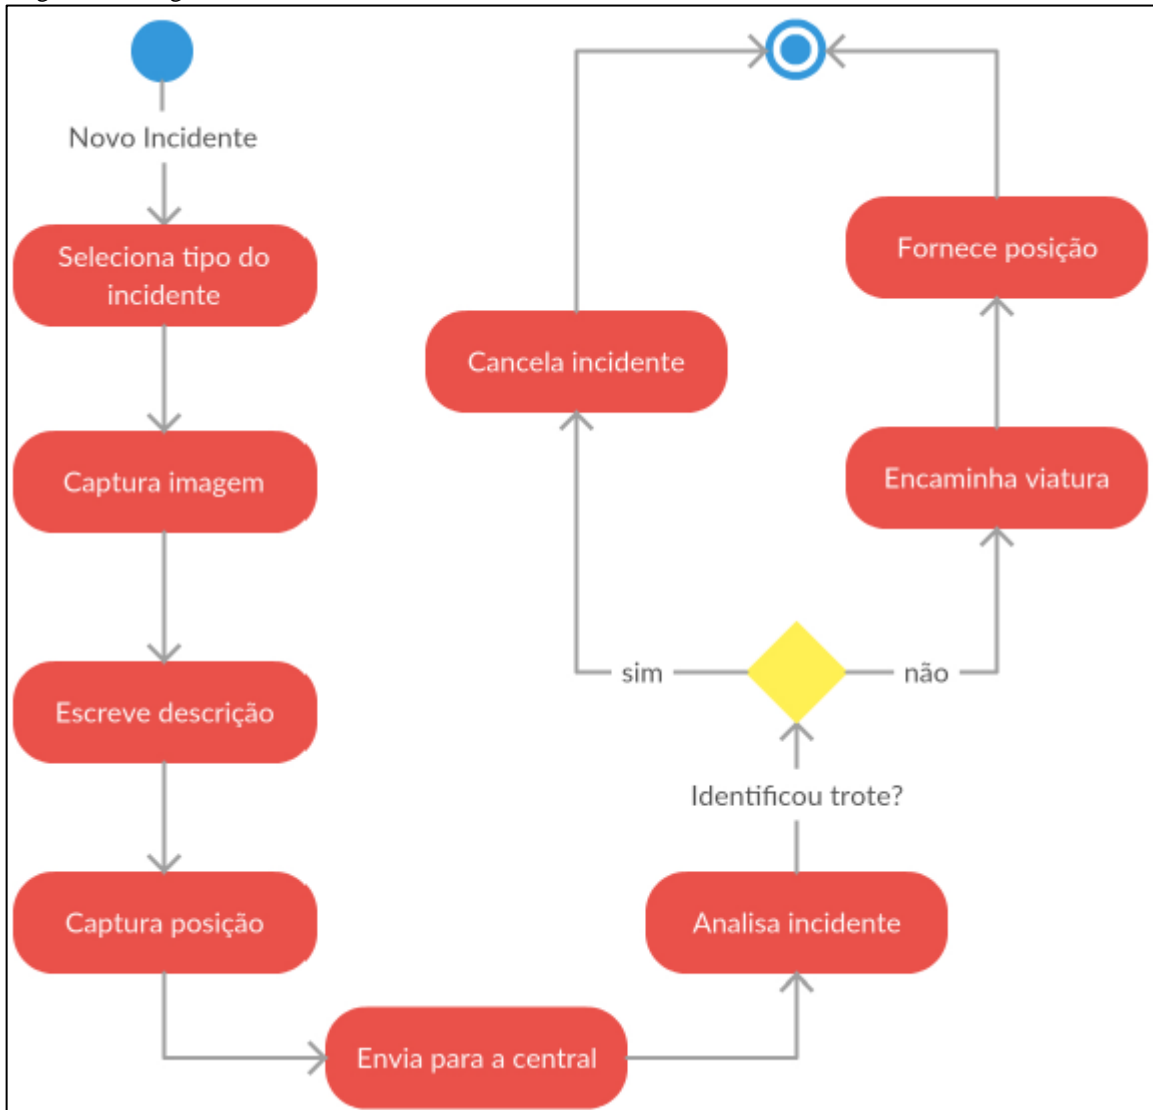 Novo Incidente
Seleciona tipo do
incidente
Captura imagem
Escreve descrição
Captura posição
Envia para a central
Analisa incidente
Identificou trote?
sim
não
Cancela incidente
Encaminha viatura
Fornece posição